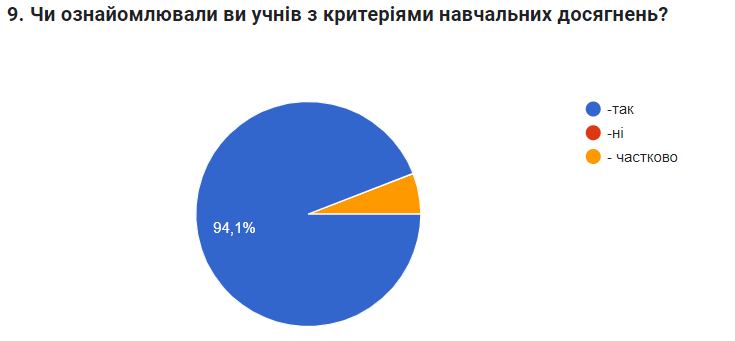 9. Чи ознайомлювали ви учнів з критеріями навчальних досягнень?
-так
-ні
- частково
94,1%